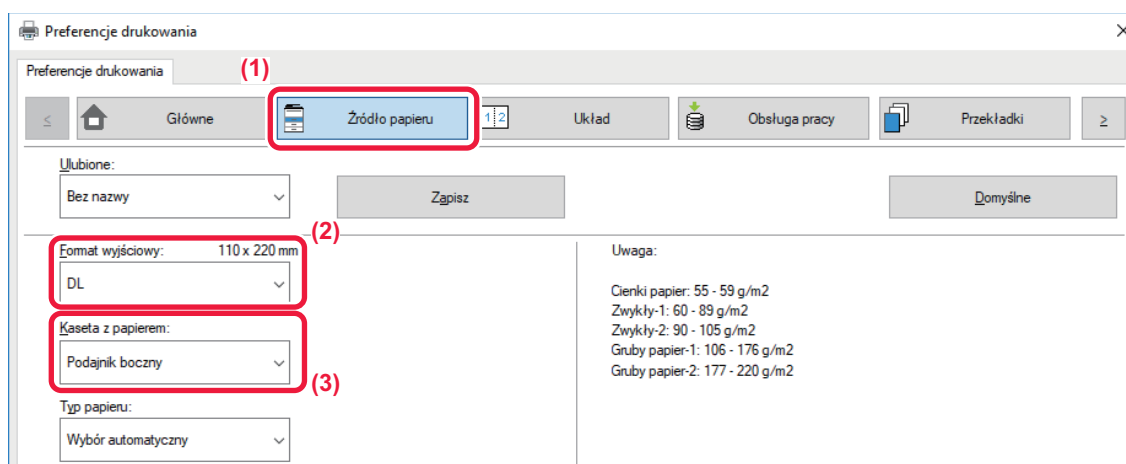 Preferencje drukowania
Preferencje drukowania
(1)
Główne
Źródło papieru
1 2
Układ
Obsługa pracy
Przekładki
<
>
Ulubione:
Bez nazwy
Zapisz
Domyślne
(2)
Format wyjściowy: 110 x 220 mm
DL
Kaseta z papierem:
Podajnik boczny
(3)
Typ papieru:
Wybór automatyczny
Uwaga:
Cienki papier: 55 - 59 g/m2
Zwykły-1: 60 - 89 g/m2
Zwykły-2: 90 - 105 g/m2
Gruby papier-1: 106 - 176 g/m2
Gruby papier-2: 177 - 220 g/m2